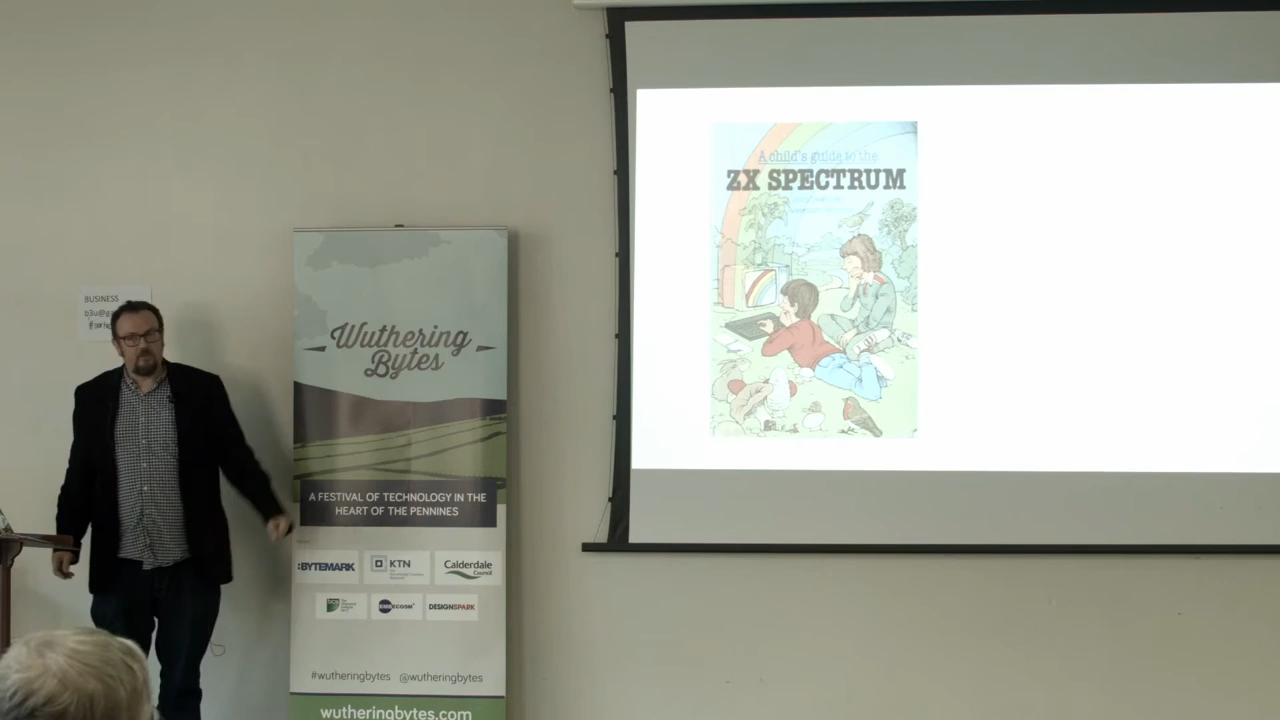 BUSINESS
A child's guide to the
ZX SPECTRUM
Wuthering
Bytes
A FESTIVAL OF TECHNOLOGY IN THE
HEART OF THE PENNINES
:BYTEMARK
KTN
Calderdale
Council
EMBECOSM
DESIGNSPARK
#wutheringbytes @wutheringbytes
wutheringbytes.com